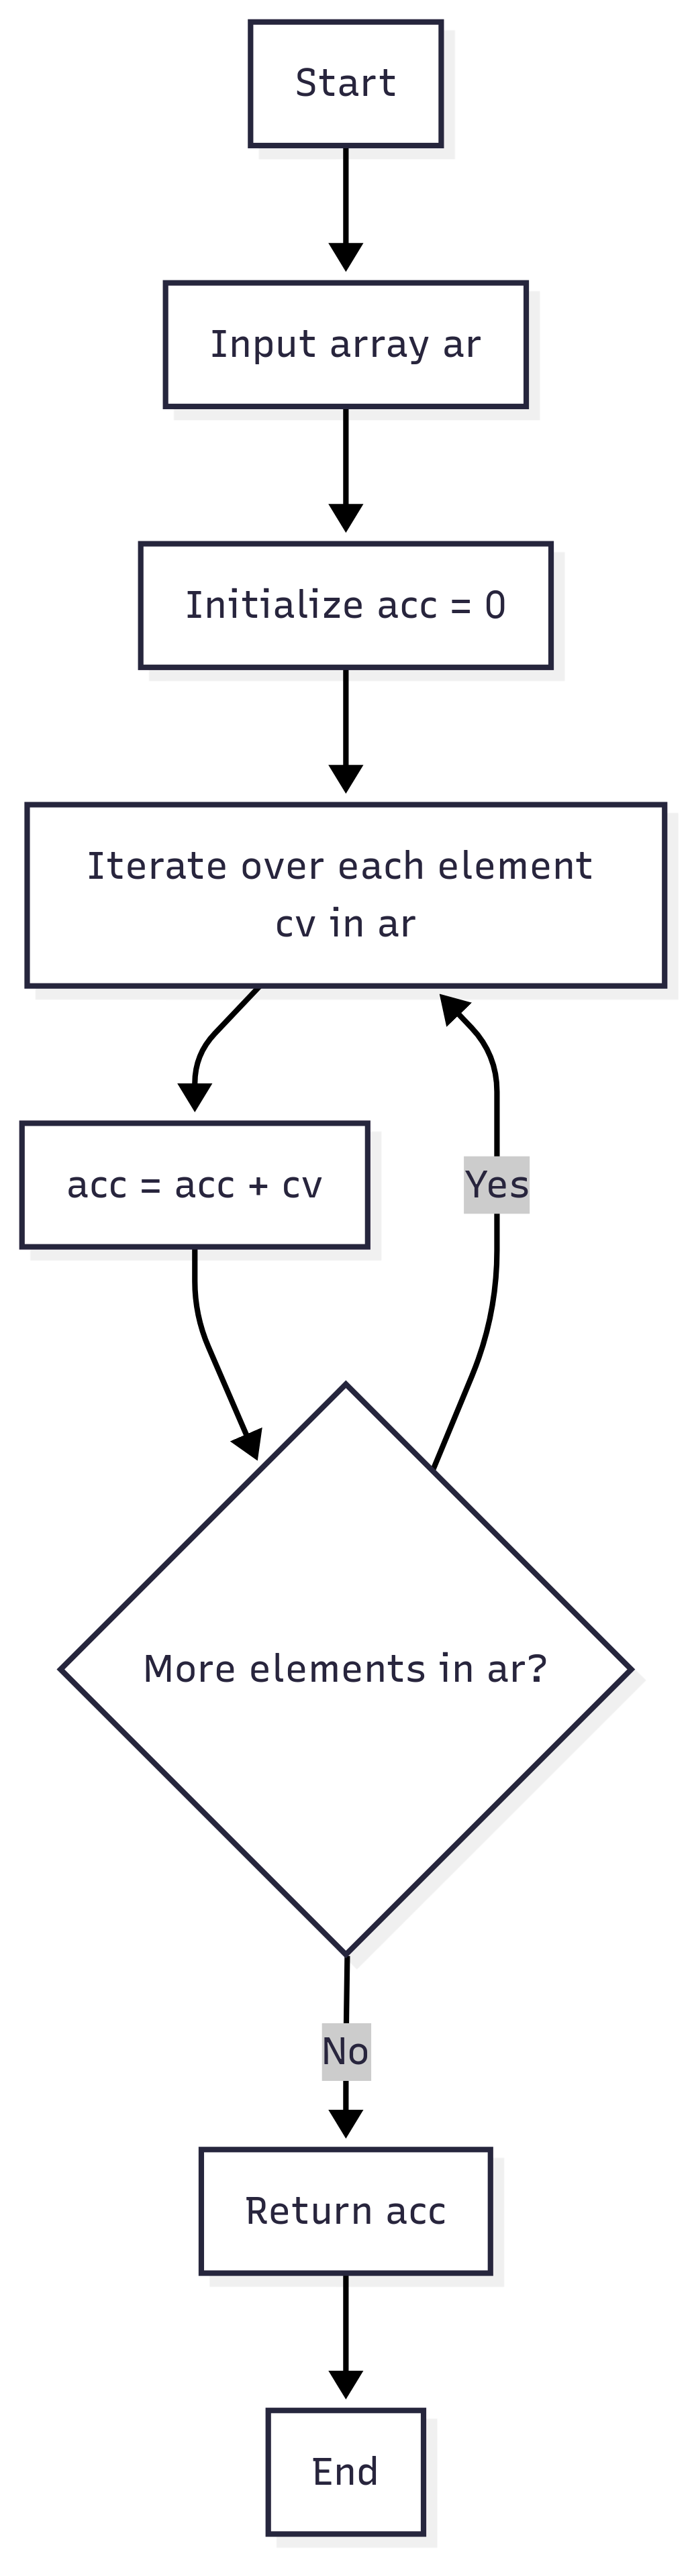 Start
Input array ar
Initialize acc = 0
Iterate over each element
cv in ar
acc = acc + cv
Yes
More elements in ar?
No
Return acc
End